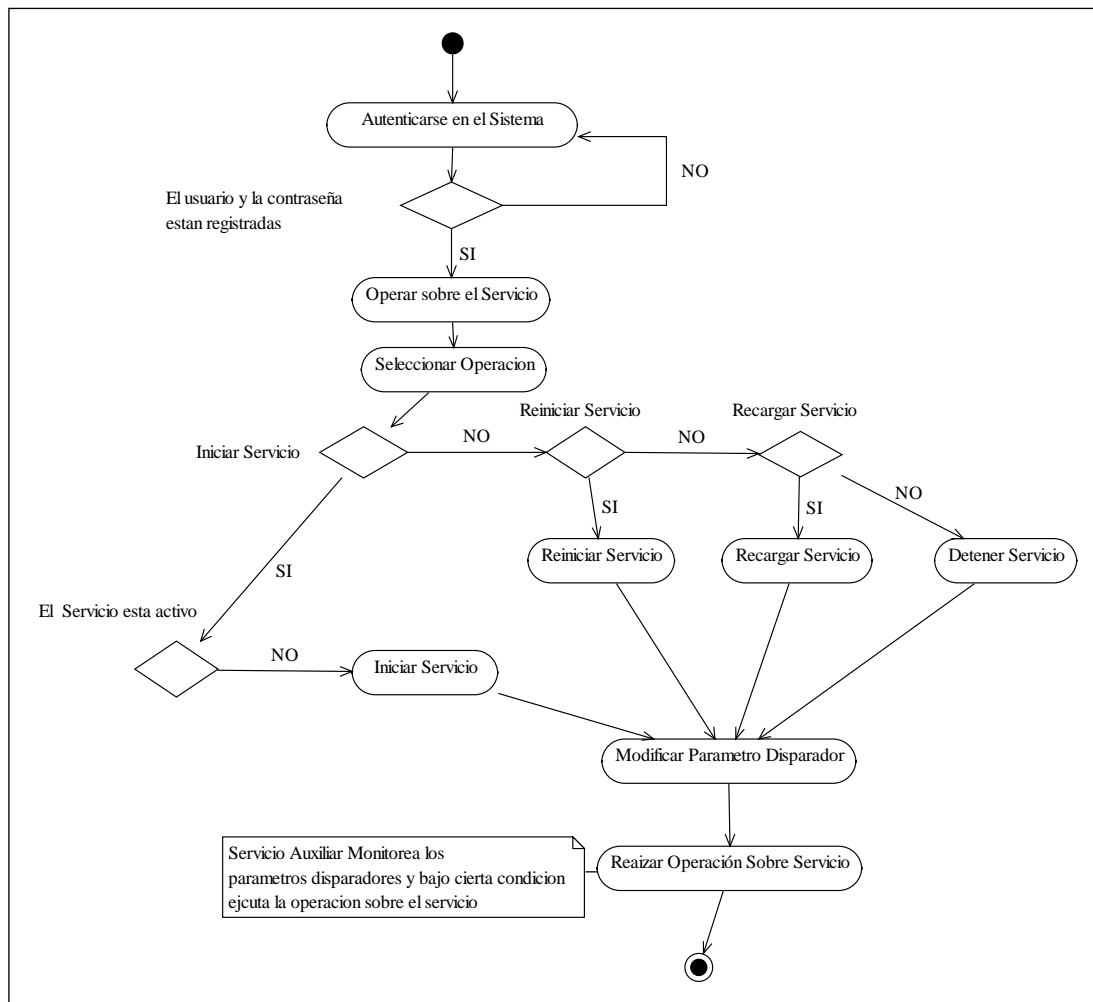 Autenticarse en el Sistema
NO
El usuario y la contraseña
estan registradas
SI
Operar sobre el Servicio
Seleccionar Operacion
Reiniciar Servicio
Recargar Servicio
Iniciar Servicio
NO
NO
NO
SI
SI
Reiniciar Servicio
Recargar Servicio
Detener Servicio
SI
El Servicio esta activo
NO
Iniciar Servicio
Modificar Parametro Disparador
Servicio Auxiliar Monitorea los
parametros disparadores y bajo cierta condicion
ejcuta la operacion sobre el servicio
Reaizar Operación Sobre Servicio